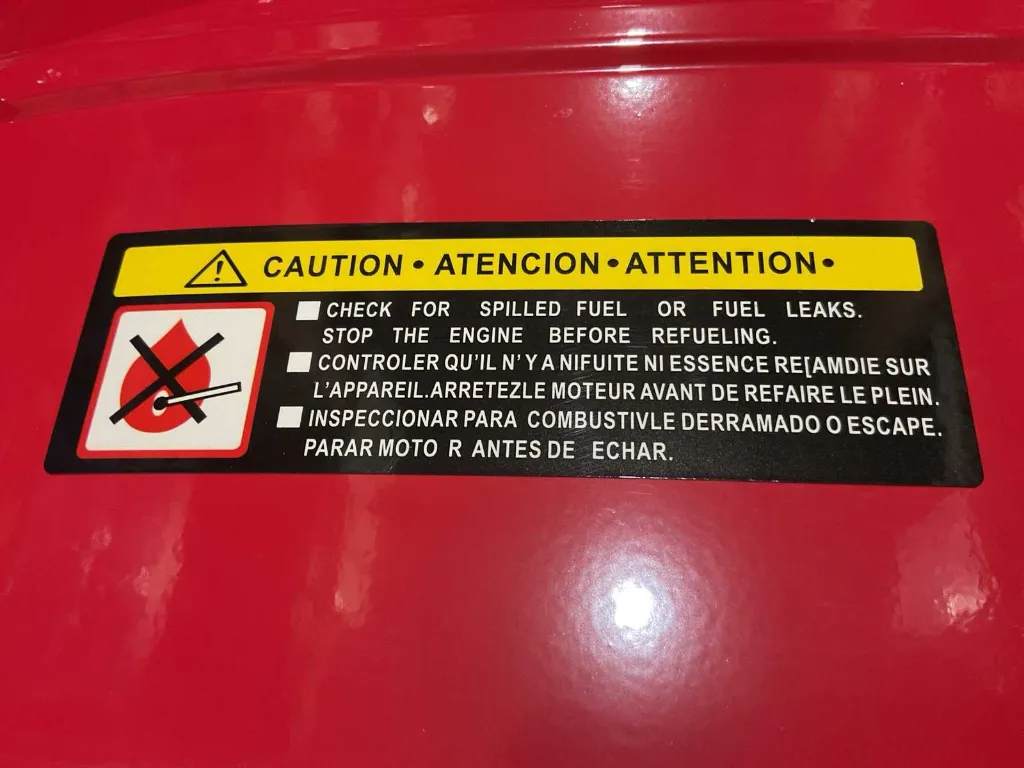 CAUTION • ATENCION • ATTENTION •
CHECK FOR SPILLED FUEL OR FUEL LEAKS.
STOP THE ENGINE BEFORE REFUELING.
CONTROLER QU'IL N' Y A NIFUITE NI ESSENCE RE[AMDIE SUR
L'APPAREIL.ARRETEZLE MOTEUR AVANT DE REFAIRE LE PLEIN.
INSPECCIONAR PARA COMBUSTIVLE DERRAMADO O ESCAPE.
PARAR MOTO R ANTES DE ECHAR.